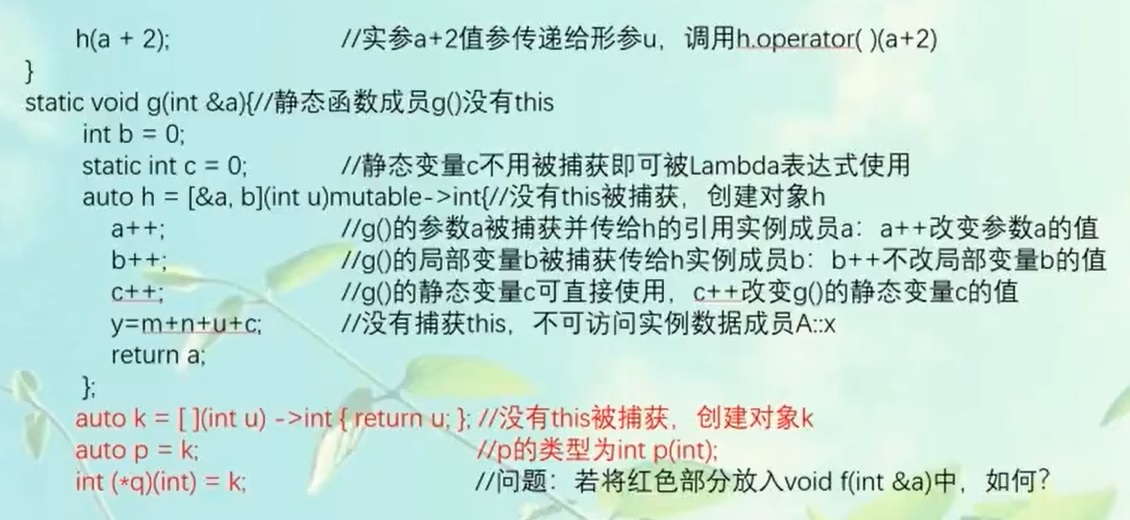 h(a + 2); //实参a+2值参传递给形参u，调用h.operator( )(a+2)
}
static void g(int &a){//静态函数成员g()没有this
int b = 0;
static int c = 0; //静态变量c不用被捕获即可被Lambda表达式使用
auto h = [&a, b](int u)mutable->int{//没有this被捕获，创建对象h
a++; //g()的参数a被捕获并传给h的引用实例成员a：a++改变参数a的值
b++; //g()的局部变量b被捕获传给h实例成员b：b++不改局部变量b的值
c++; //g()的静态变量c可直接使用，c++改变g()的静态变量c的值
y=m+n+u+c; //没有捕获this，不可访问实例数据成员A::x
return a;
};
auto k = [ ](int u) ->int { return u; }; //没有this被捕获，创建对象k
auto p = k; //p的类型为int p(int);
int (*q)(int) = k; //问题：若将红色部分放入void f(int &a)中，如何？